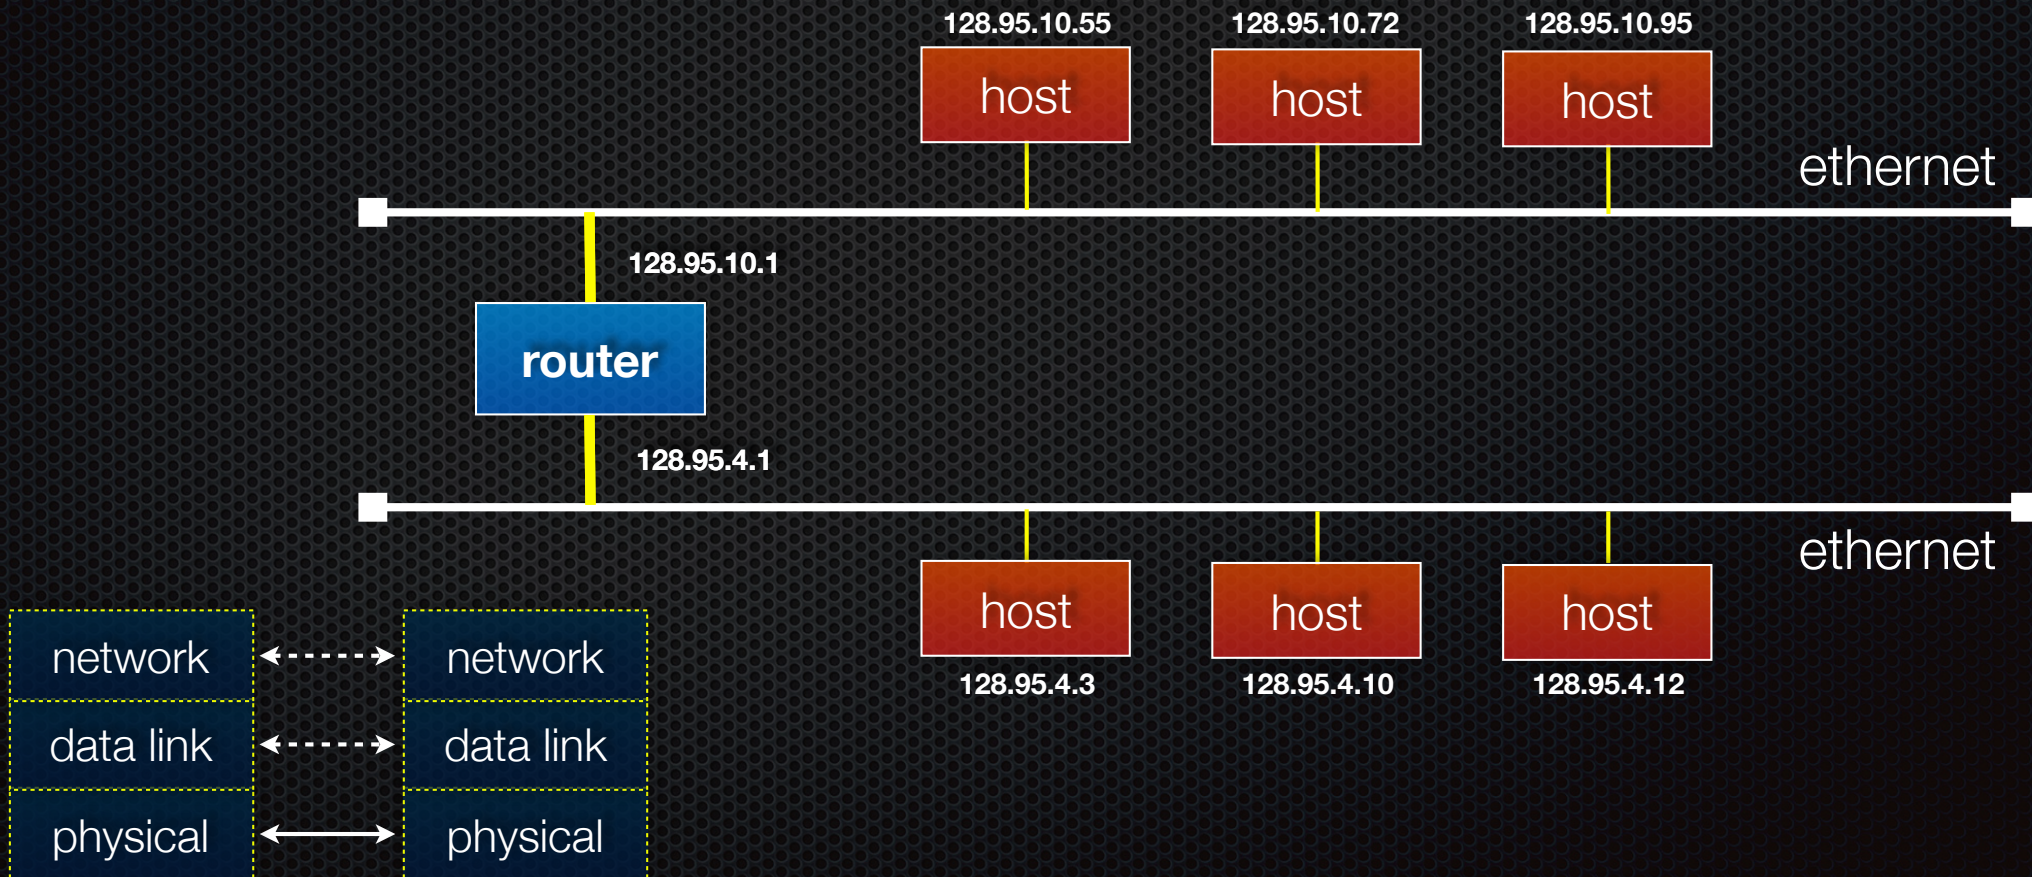 128.95.10.55 128.95.10.72 128.95.10.95
host host host
ethernet
128.95.10.1
router
128.95.4.1
ethernet
host host host
128.95.4.3 128.95.4.10 128.95.4.12
network network
data link data link
physical physical